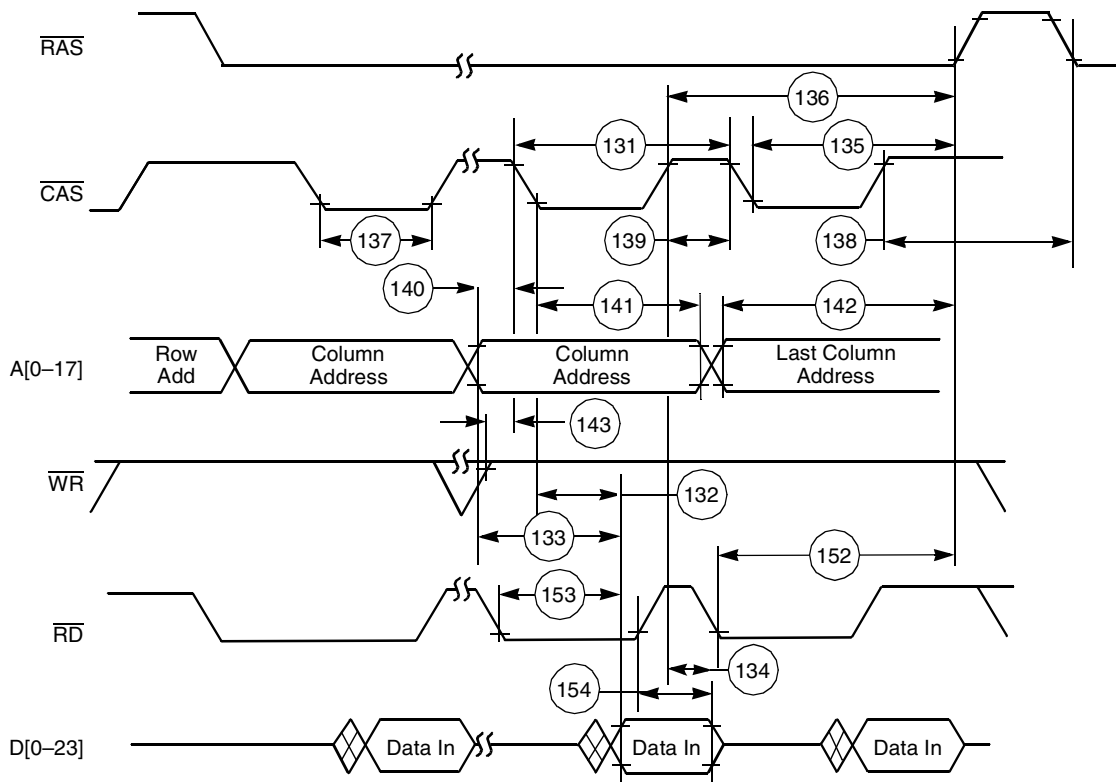 RAS
136
131
135
CAS
137
139
138
140
141
142
A[0–17]
Row
Add
Column
Address
Column
Address
Last Column
Address
143
WR
132
133
152
153
RD
134
154
D[0–23]
Data In
Data In
Data In